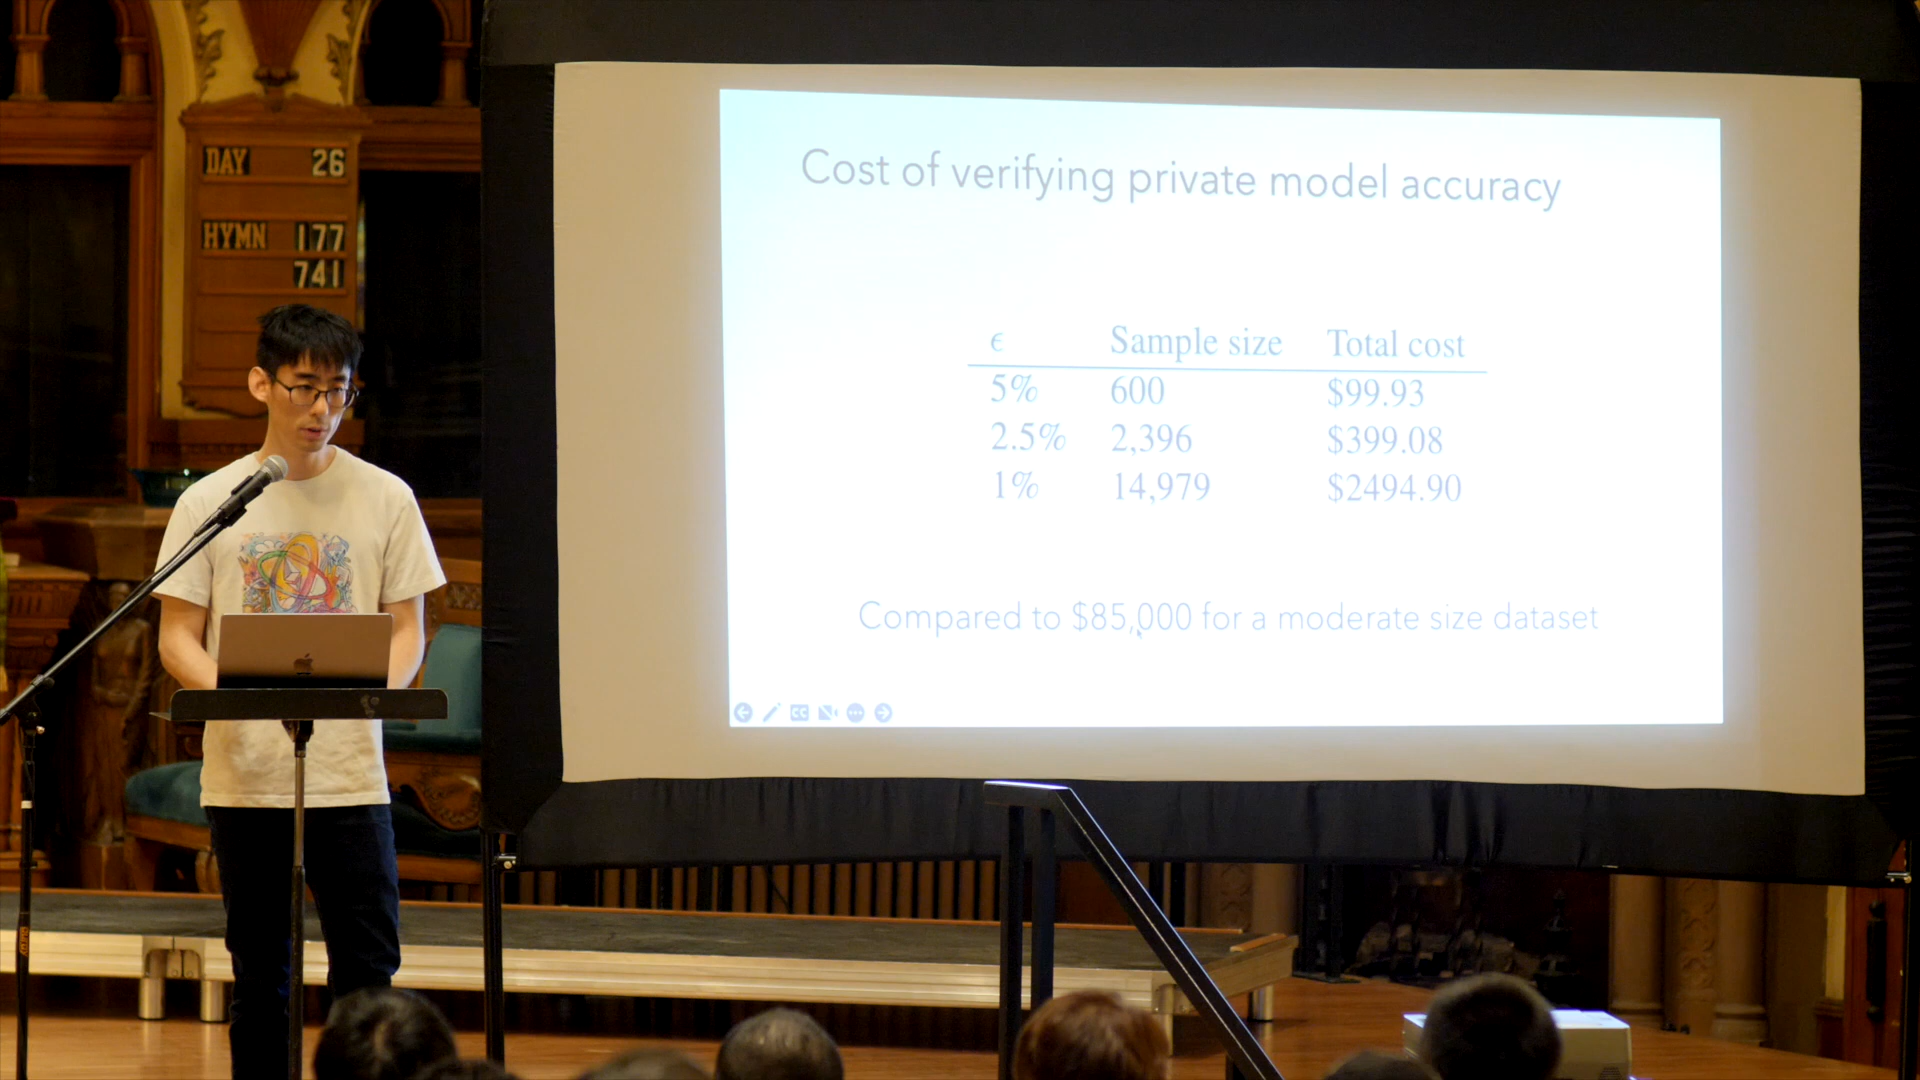 DAY 26
HYMN 177
741
Cost of verifying private model accuracy
ϵ Sample size Total cost
5% 600 $99.93
2.5% 2,396 $399.08
1% 14,979 $2494.90
Compared to $85,000 for a moderate size dataset
CC